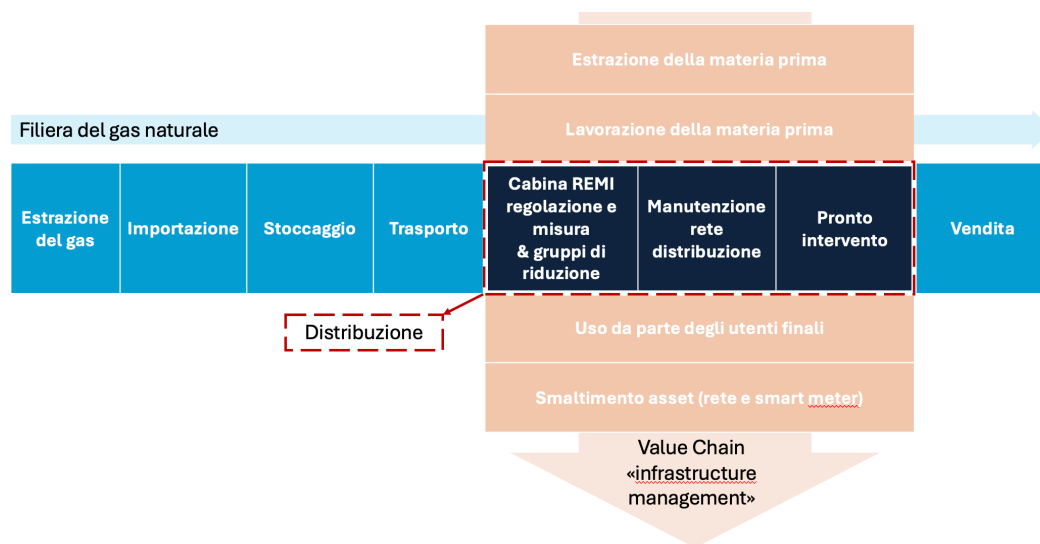 Estrazione della materia prima
Filiera del gas naturale
Lavorazione della materia prima
Estrazione
del gas
Importazione
Stoccaggio
Trasporto
Cabina REMI
regolazione e
misura
& gruppi di
riduzione
Manutenzione
rete
distribuzione
Pronto
intervento
Vendita
Distribuzione
Uso da parte degli utenti finali
Smaltimento asset (rete e smart meter)
Value Chain
«infrastructure
management»